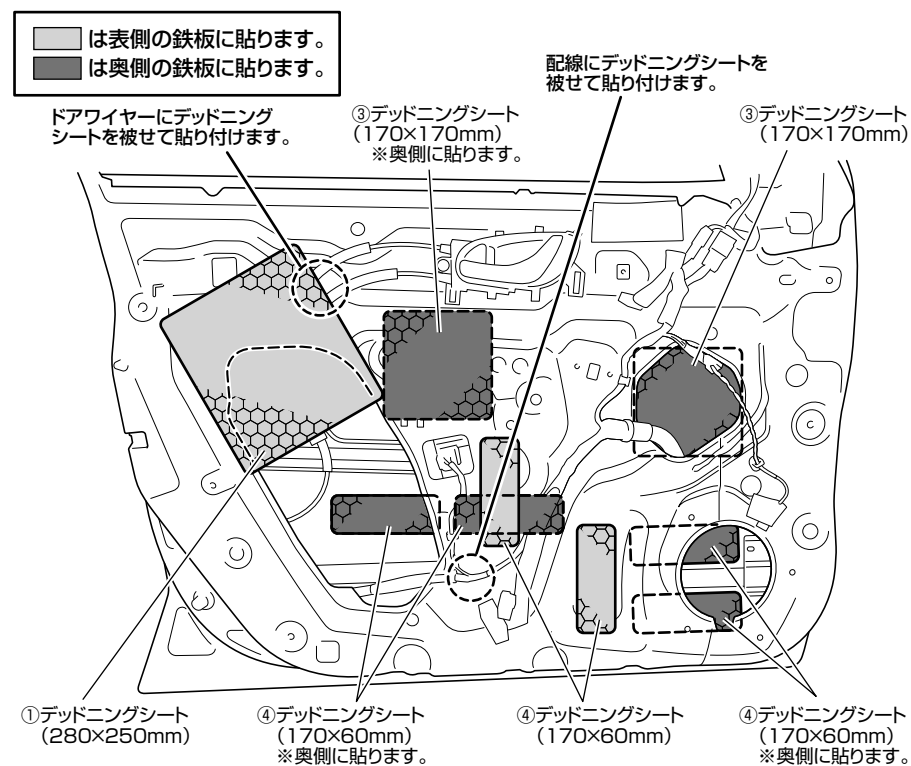 は表側の鉄板に貼ります。
は奥側の鉄板に貼ります。
ドアワイヤーにデッドニング
シートを被せて貼り付けます。
③デッドニングシート
(170×170mm)
※奥側に貼ります。
配線にデッドニングシートを
被せて貼り付けます。
③デッドニングシート
(170×170mm)
①デッドニングシート
(280×250mm)
④デッドニングシート
(170×60mm)
※奥側に貼ります。
④デッドニングシート
(170×60mm)
④デッドニングシート
(170×60mm)
※奥側に貼ります。